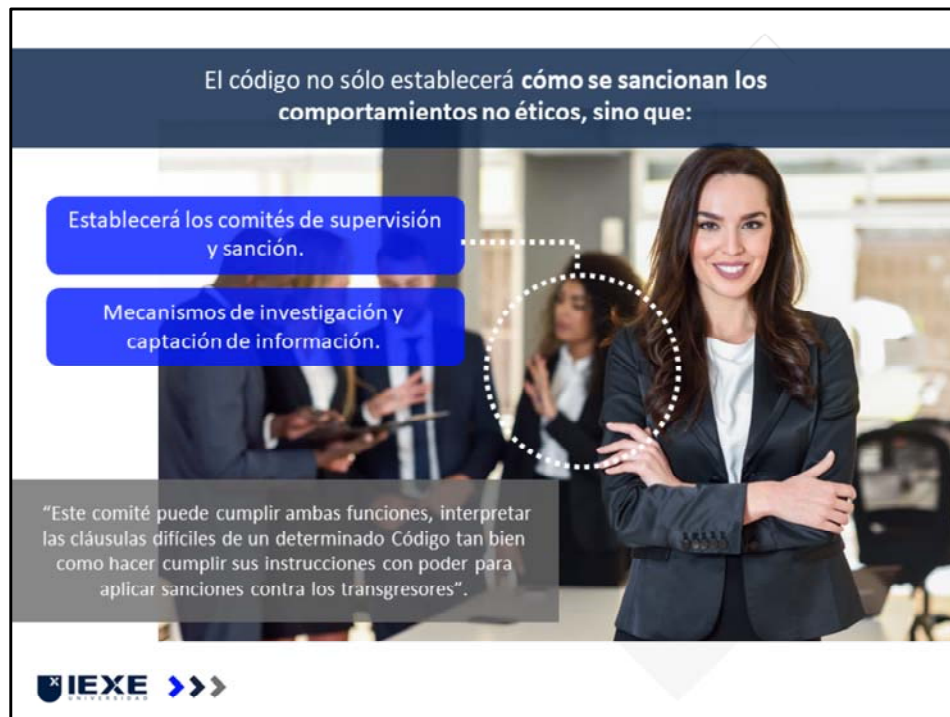 El código no sólo establecerá cómo se sancionan los
comportamientos no éticos, sino que:
Establecerá los comités de supervisión
y sanción.
Mecanismos de investigación y
captación de información.
“Este comité puede cumplir ambas funciones, interpretar
las cláusulas difíciles de un determinado Código tan bien
como hacer cumplir sus instrucciones con poder para
aplicar sanciones contra los transgresores“.
IEXE
UNIVERSIDAD